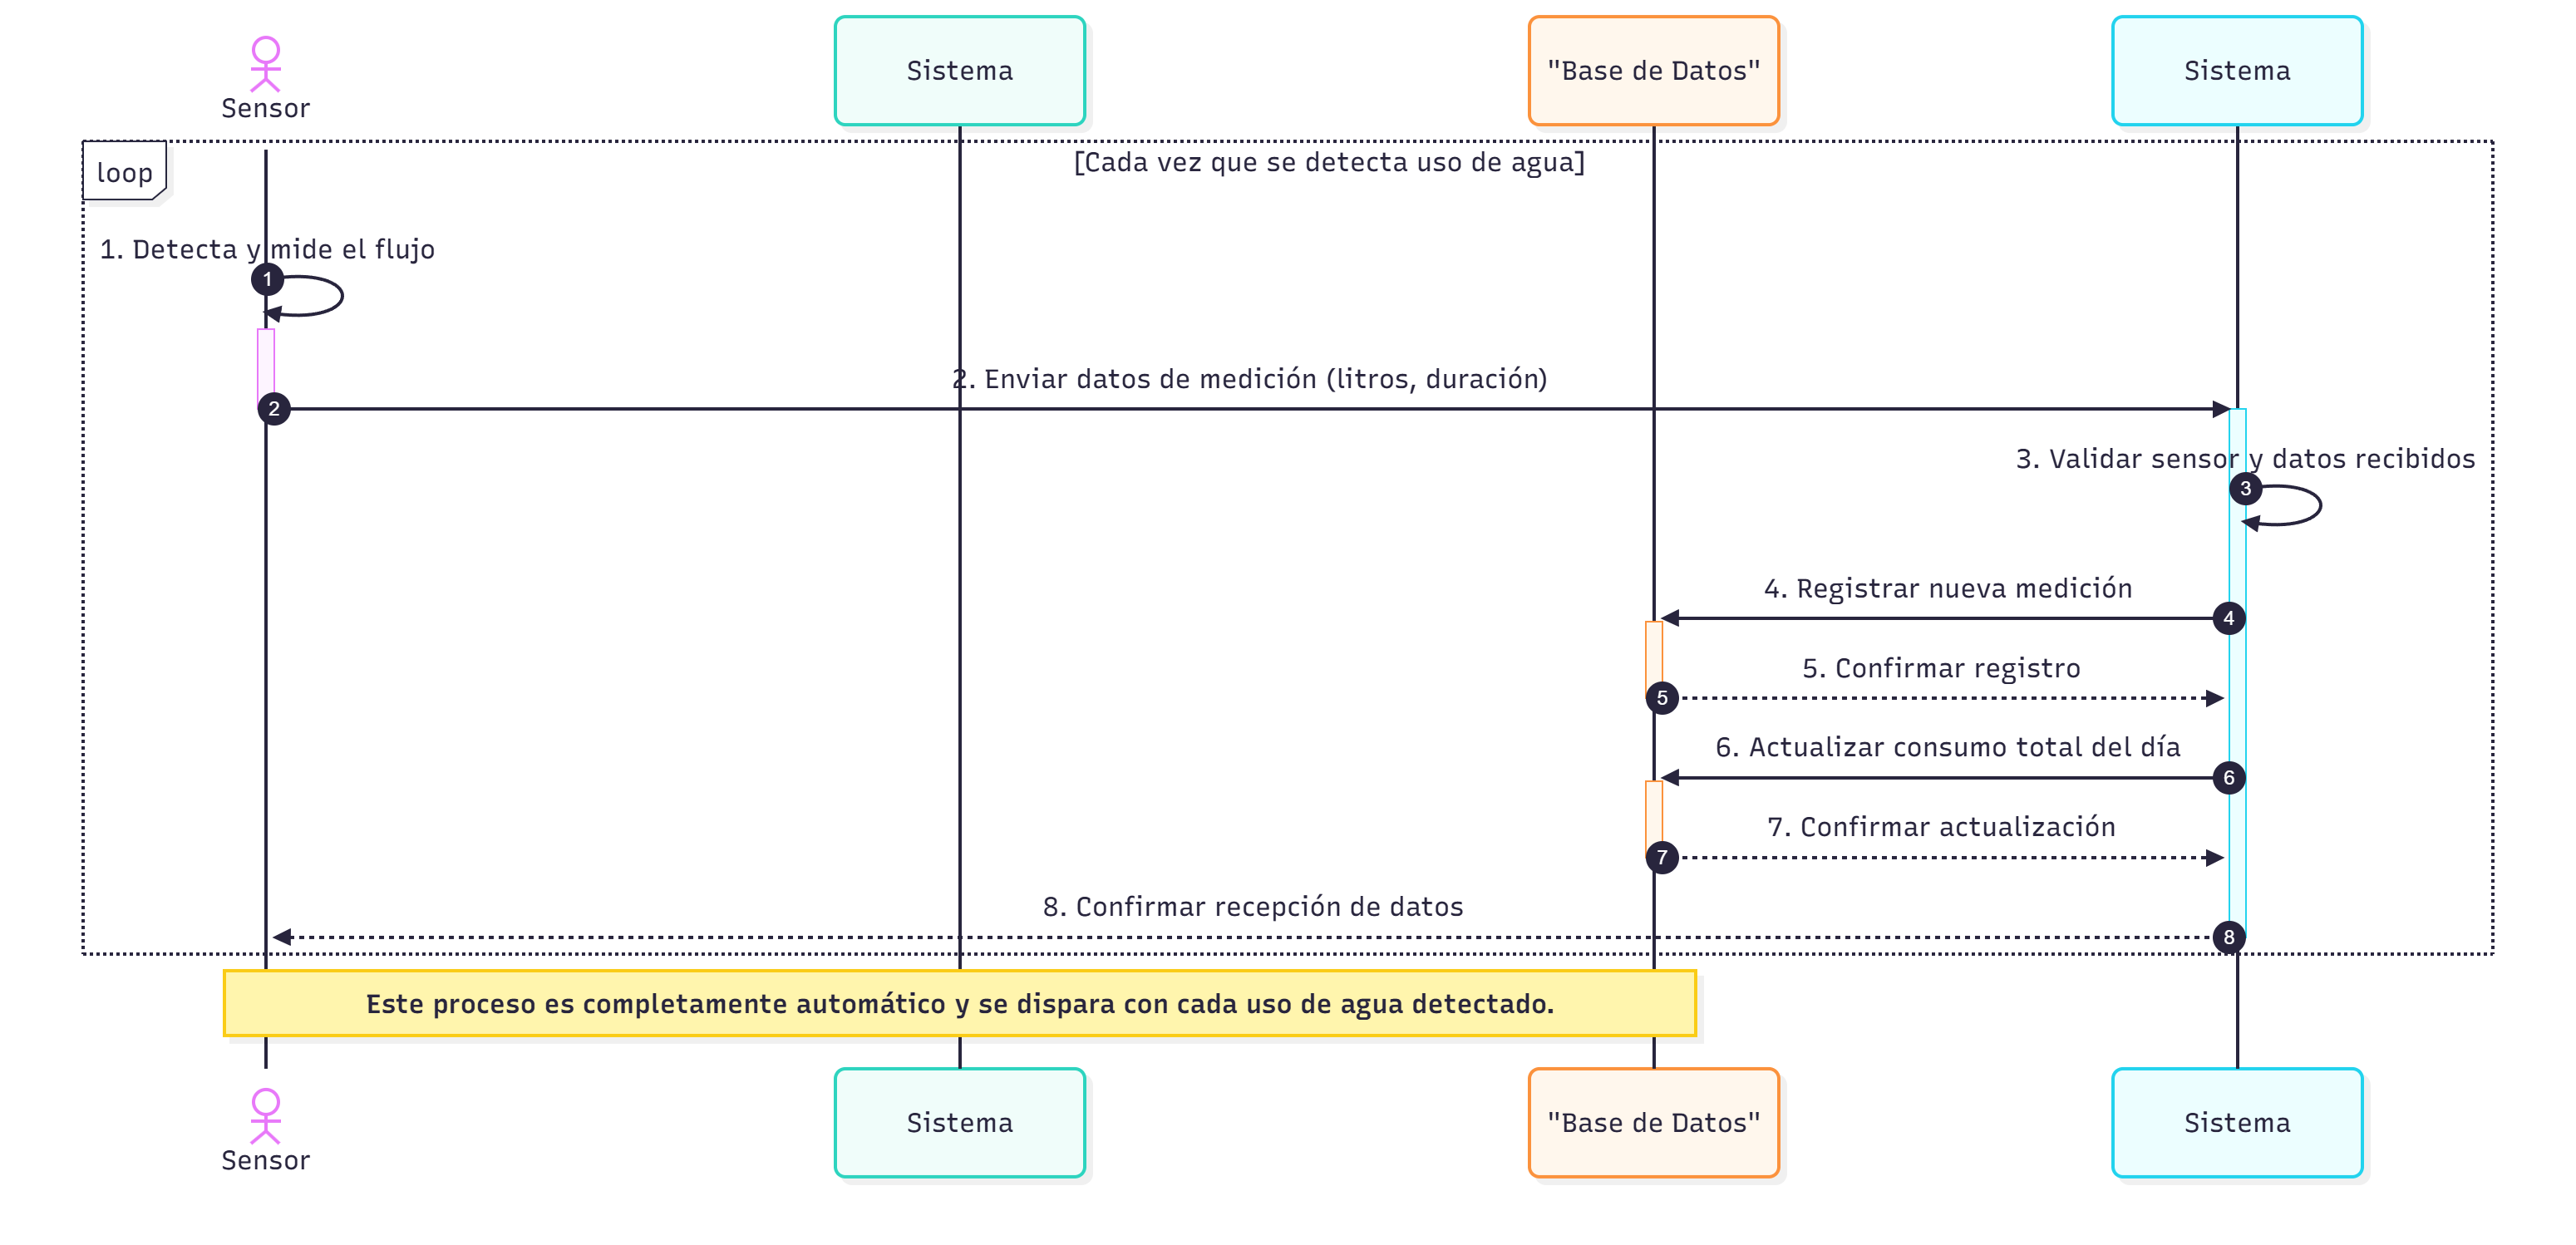 Sensor
Sistema
"Base de Datos"
Sistema
loop
[Cada vez que se detecta uso de agua]
1. Detecta y mide el flujo
1
2. Enviar datos de medición (litros, duración)
2
3. Validar sensor y datos recibidos
3
4. Registrar nueva medición
4
5. Confirmar registro
5
6. Actualizar consumo total del día
6
7. Confirmar actualización
7
8. Confirmar recepción de datos
8
Este proceso es completamente automático y se dispara con cada uso de agua detectado.
Sensor
Sistema
"Base de Datos"
Sistema